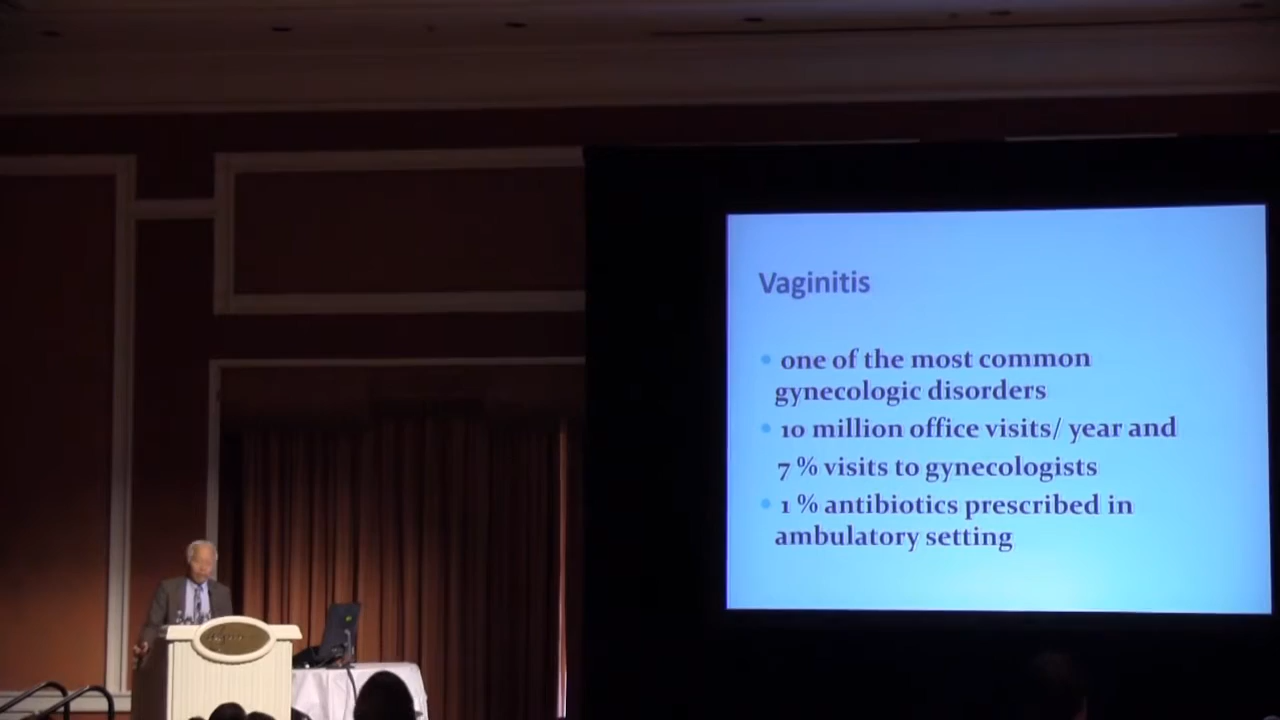 Vaginitis
• one of the most common
gynecologic disorders
• 10 million office visits/ year and
7 % visits to gynecologists
• 1 % antibiotics prescribed in
ambulatory setting